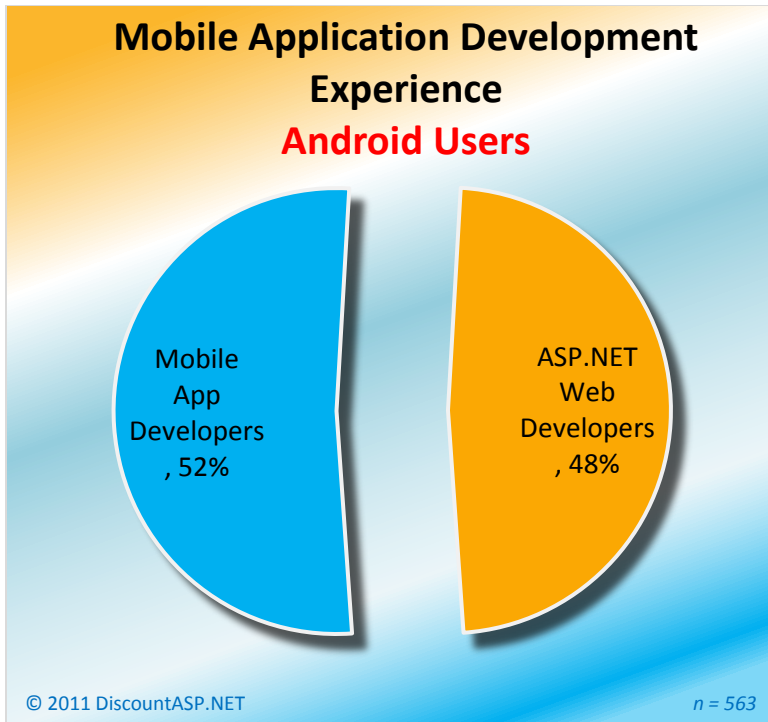 Mobile Application Development
Experience
Android Users
Mobile
App
Developers
, 52%
ASP.NET
Web
Developers
, 48%
© 2011 DiscountASP.NET
n = 563